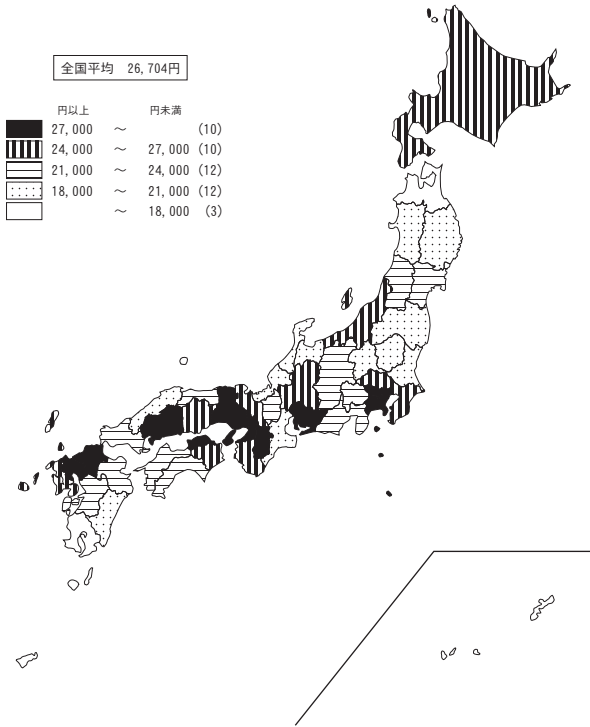 全国平均 26,704円
円以上 円未満
27,000 ～ (10)
24,000 ～ 27,000 (10)
21,000 ～ 24,000 (12)
18,000 ～ 21,000 (12)
～ 18,000 (3)